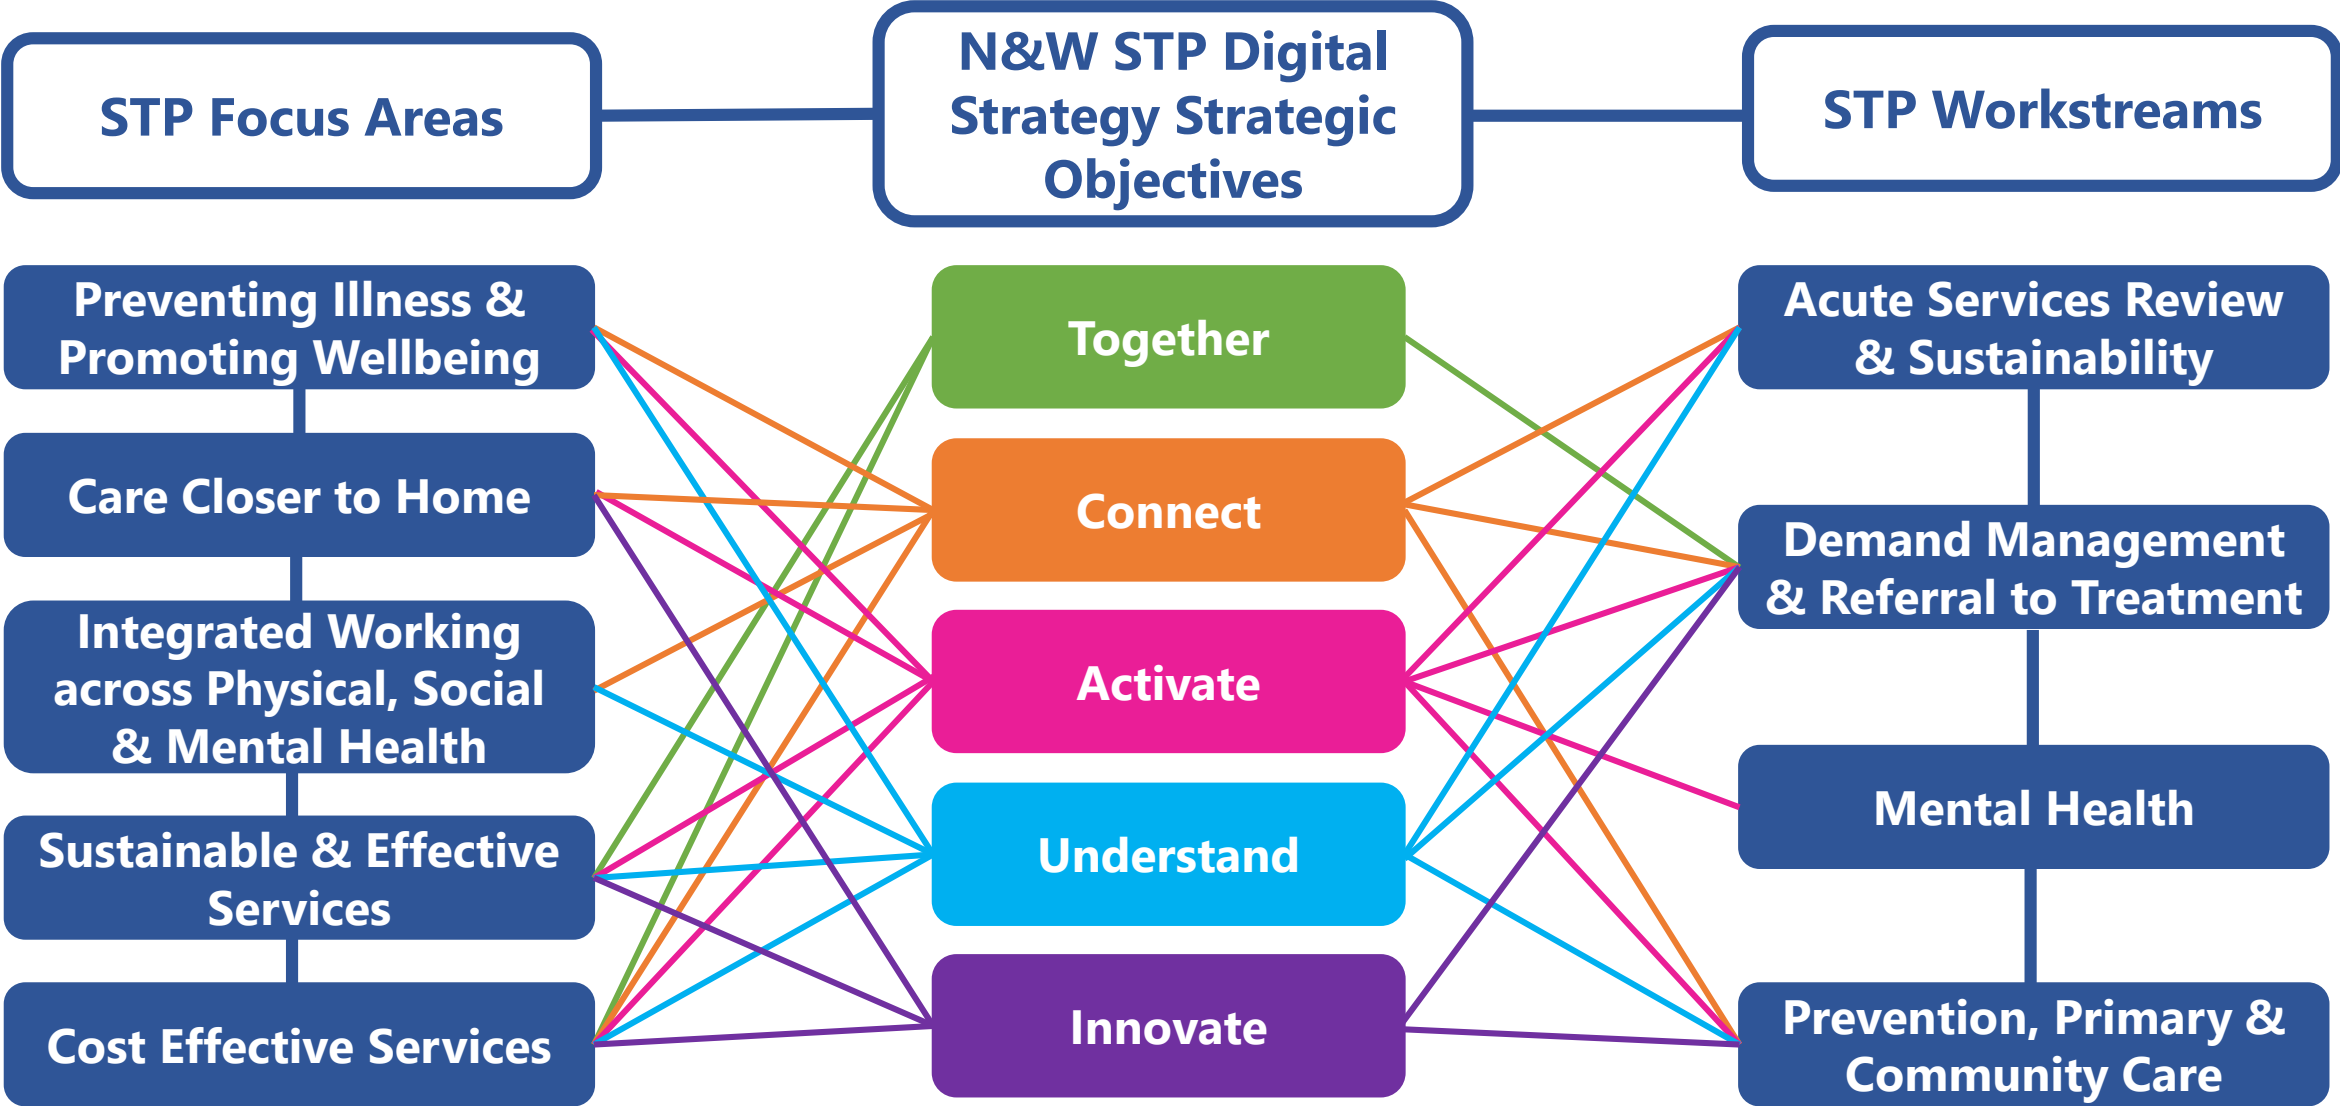 STP Focus Areas
N&W STP Digital
Strategy Strategic
Objectives
STP Workstreams
Preventing Illness &
Promoting Wellbeing
Care Closer to Home
Integrated Working
across Physical, Social
& Mental Health
Sustainable & Effective
Services
Cost Effective Services
Together
Connect
Activate
Understand
Innovate
Acute Services Review
& Sustainability
Demand Management
& Referral to Treatment
Mental Health
Prevention, Primary &
Community Care